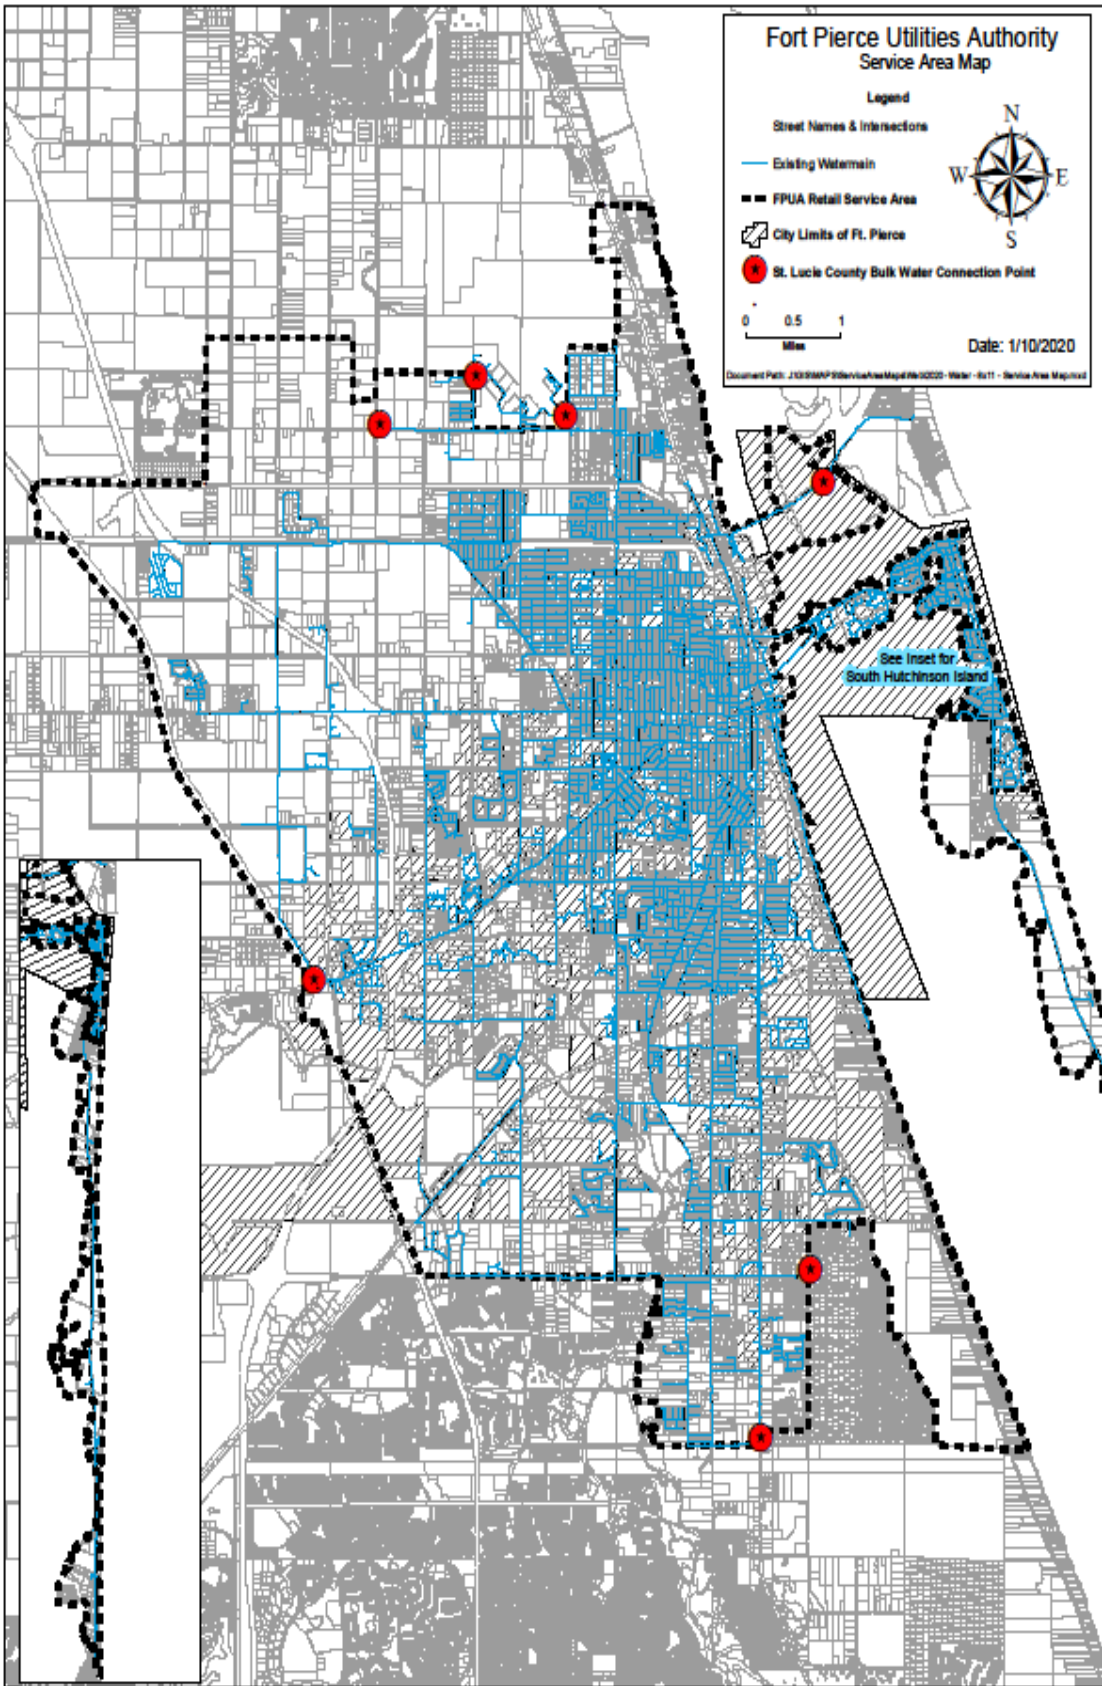 Fort Pierce Utilities Authority
Service Area Map
Legend
Street Names & Intersections
Existing Watermain
FPUA Retail Service Area
City Limits of Ft. Pierce
St. Lucie County Bulk Water Connection Point
N
W E
S
0 0.5 1
Miles
Date: 1/10/2020
Document Path:
See Inset for
South Hutchinson Island